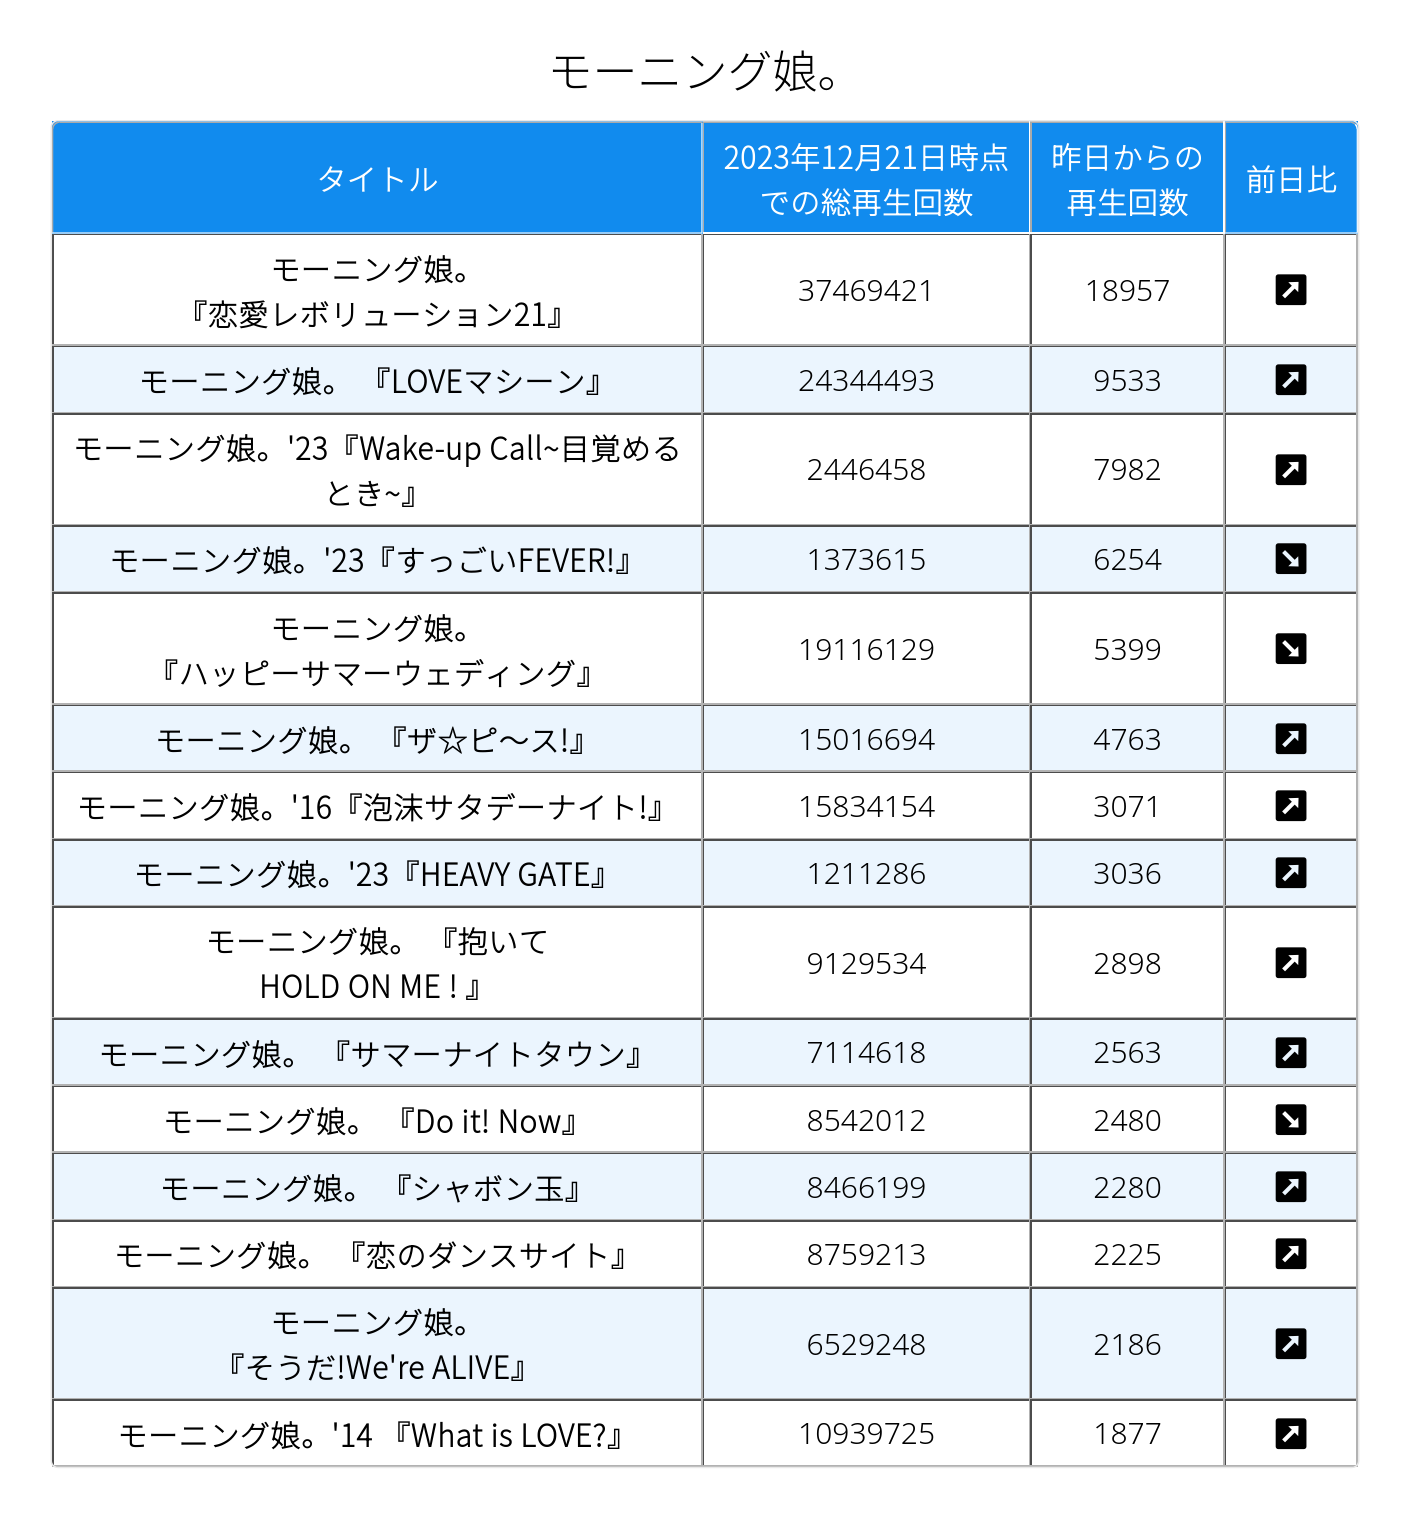 モーニング娘。
タイトル
2023年12月21日時点
での総再生回数
昨日からの
再生回数
前日比
モーニング娘。
『恋愛レボリューション21』
37469421
18957
モーニング娘。 『LOVEマシーン』
24344493
9533
モーニング娘。'23『Wake-up Call~目覚める
とき~』
2446458
7982
モーニング娘。'23『すっごいFEVER!』
1373615
6254
モーニング娘。
『ハッピーサマーウェディング』
19116129
5399
モーニング娘。 『ザ☆ピ〜ス!』
15016694
4763
モーニング娘。'16『泡沫サタデーナイト!』
15834154
3071
モーニング娘。'23『HEAVY GATE』
1211286
3036
モーニング娘。 『抱いて
HOLD ON ME ! 』
9129534
2898
モーニング娘。 『サマーナイトタウン』
7114618
2563
モーニング娘。 『Do it! Now』
8542012
2480
モーニング娘。 『シャボン玉』
8466199
2280
モーニング娘。 『恋のダンスサイト』
8759213
2225
モーニング娘。
『そうだ!We're ALIVE』
6529248
2186
モーニング娘。'14 『What is LOVE?』
10939725
1877